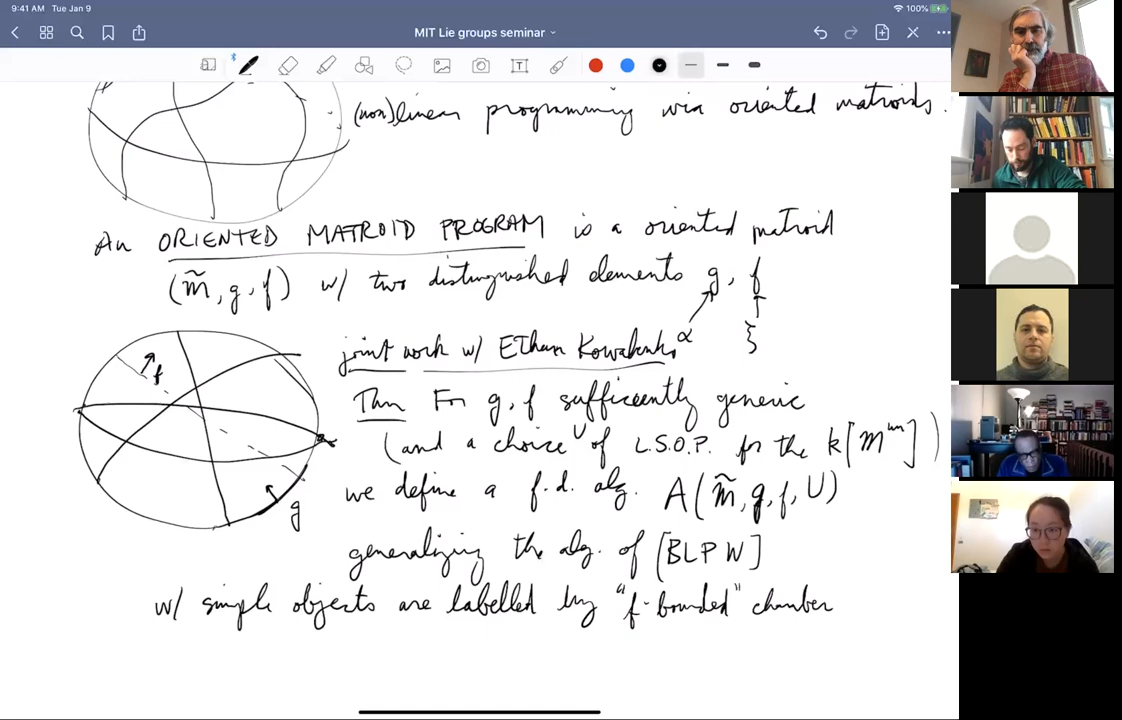 9:41 AM Tue Jan 9
100%
MIT Lie groups seminar
(non)linear programming via oriented matroids.
An ORIENTED MATROID PROGRAM is a oriented matroid
(M̃, g, f) w/ two distinguished elements g, f
α ξ
joint work w/ Ethan Kowalenko
f
Thm For g, f sufficiently generic
(and a choice U of L.S.O.P. for the k[M^un])
we define a f.d. alg. A(M̃, g, f, U)
g
generalizing the alg. of [BLPW]
w/ simple objects are labelled by "f-bounded" chamber